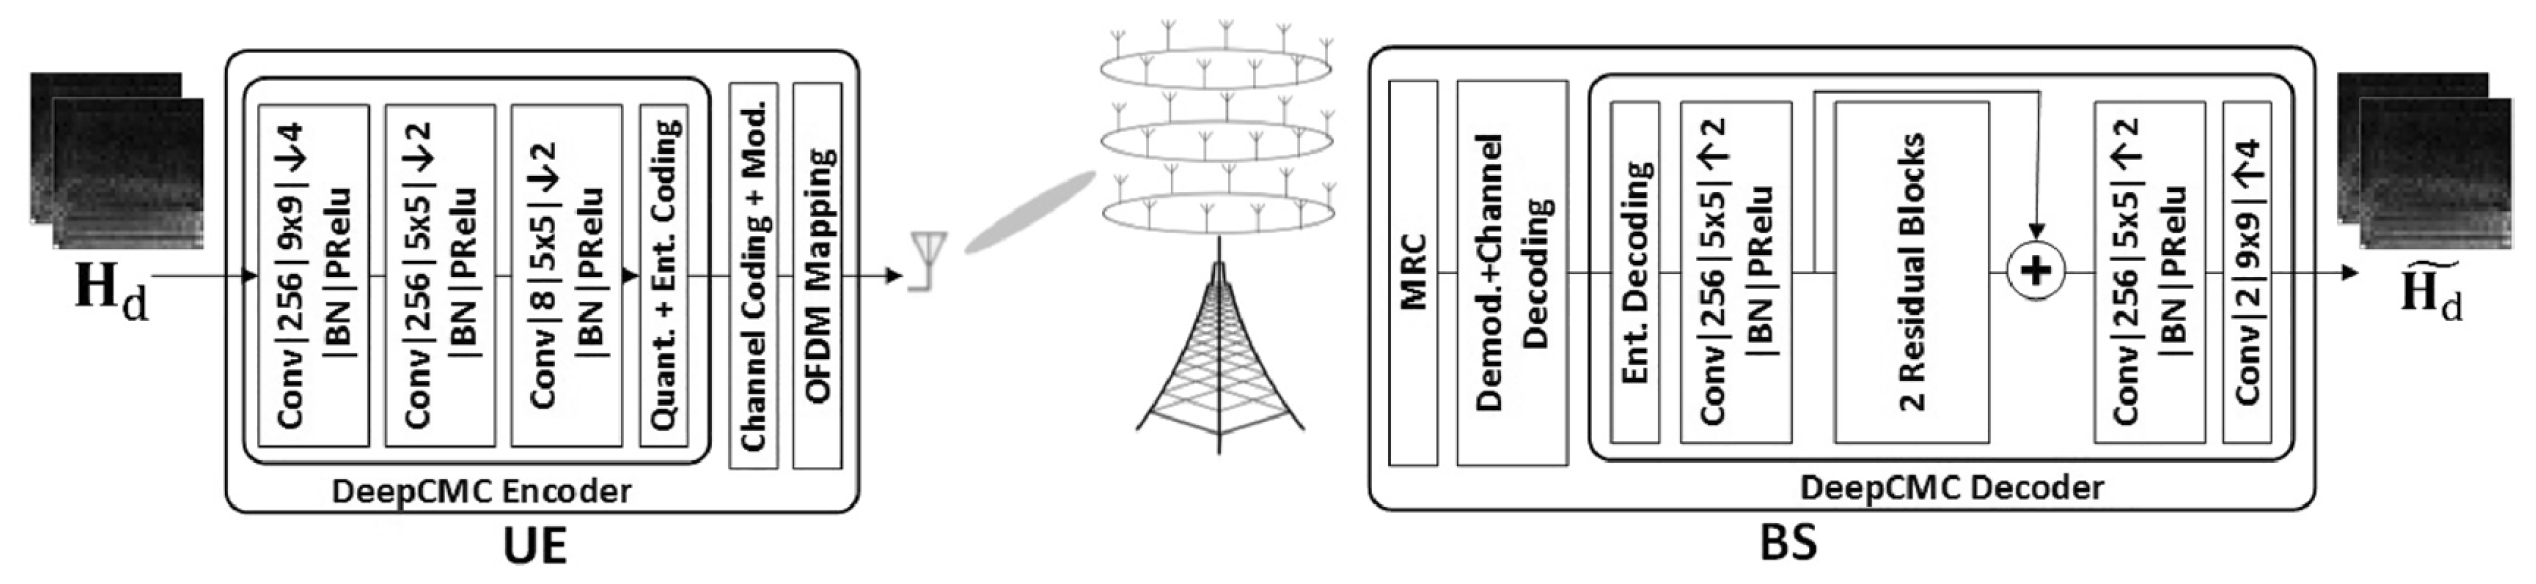 H_d
Conv|256|9x9|↓4
|BN|PRelu
Conv|256|5x5|↓2
|BN|PRelu
Conv|8|5x5|↓2
|BN|PRelu
Quant. + Ent. Coding
Channel Coding + Mod.
OFDM Mapping
DeepCMC Encoder
UE
MRC
Demod.+Channel
Decoding
Ent. Decoding
Conv|256|5x5|↑2
|BN|PRelu
2 Residual Blocks
+
Conv|256|5x5|↑2
|BN|PRelu
Conv|2|9x9|↑4
DeepCMC Decoder
BS
H̃_d